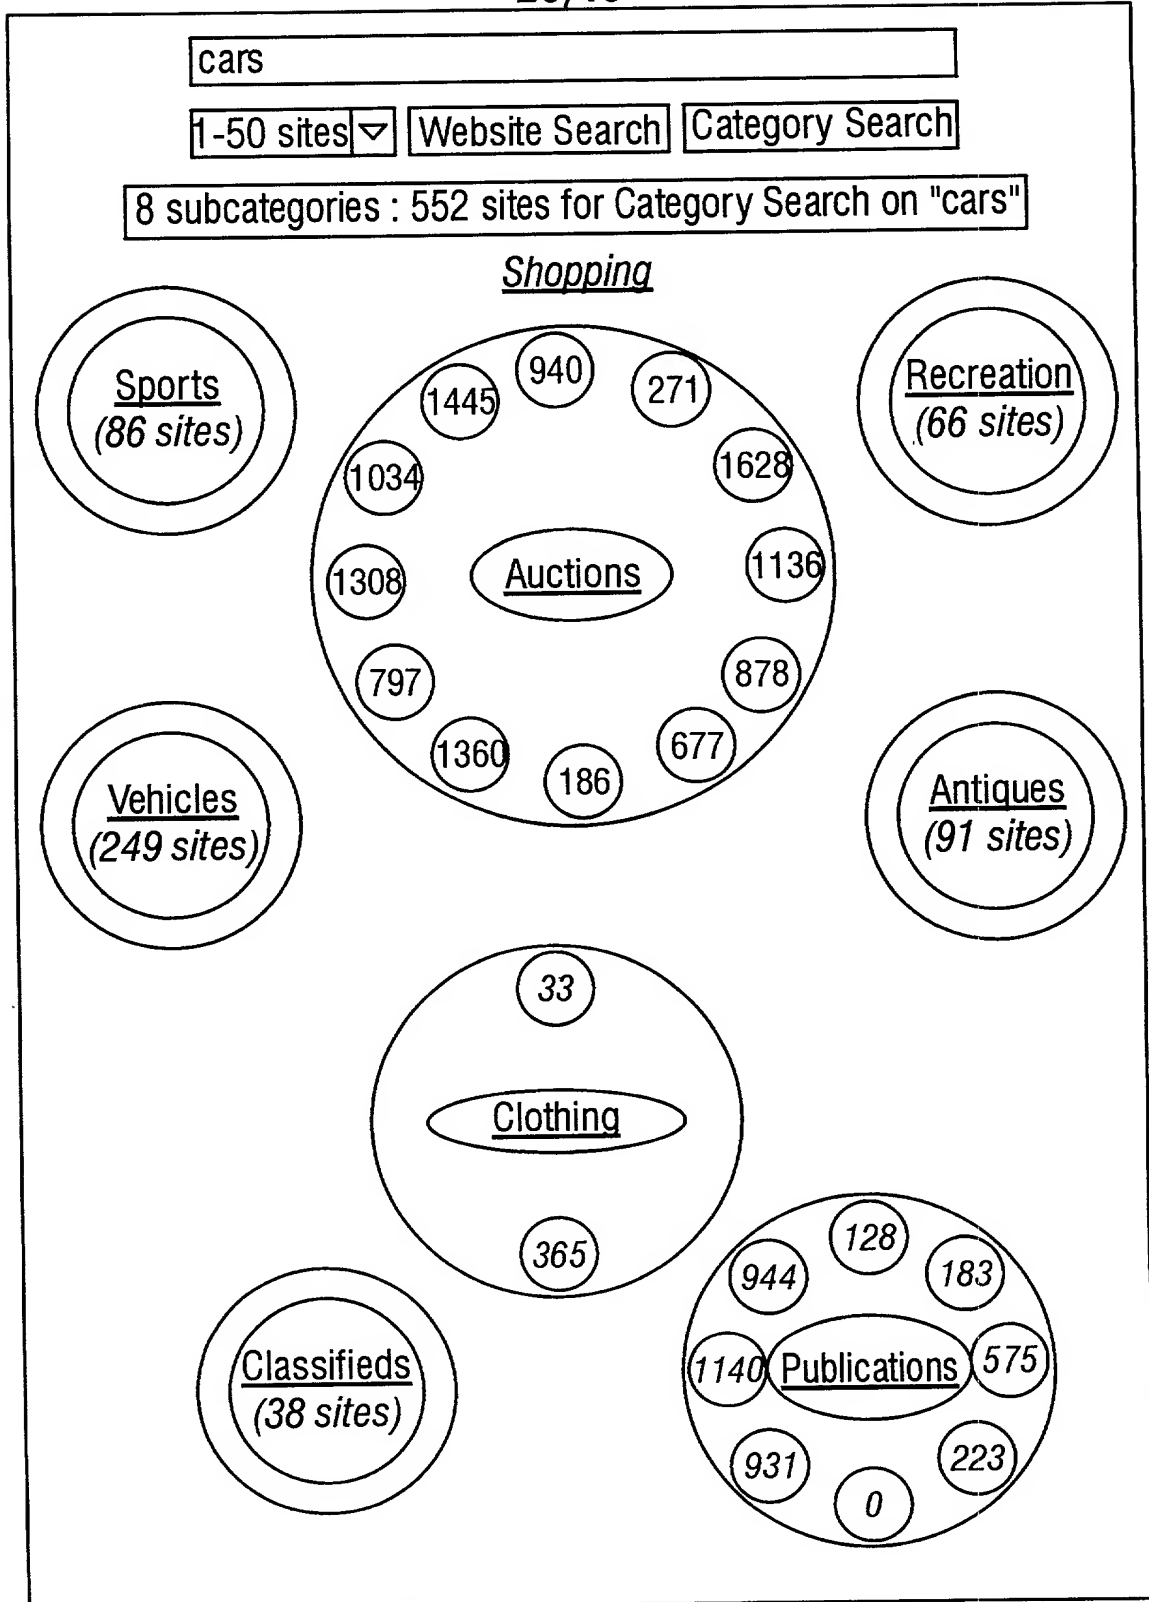 cars
1-50 sites
Website Search
Category Search
8 subcategories : 552 sites for Category Search on "cars"
Shopping
Sports
(86 sites)
Recreation
(66 sites)
940
271
1628
1136
878
677
186
1360
797
1308
1034
1445
Auctions
Vehicles
(249 sites)
Antiques
(91 sites)
33
Clothing
365
Classifieds
(38 sites)
128
183
575
223
0
931
1140
944
Publications